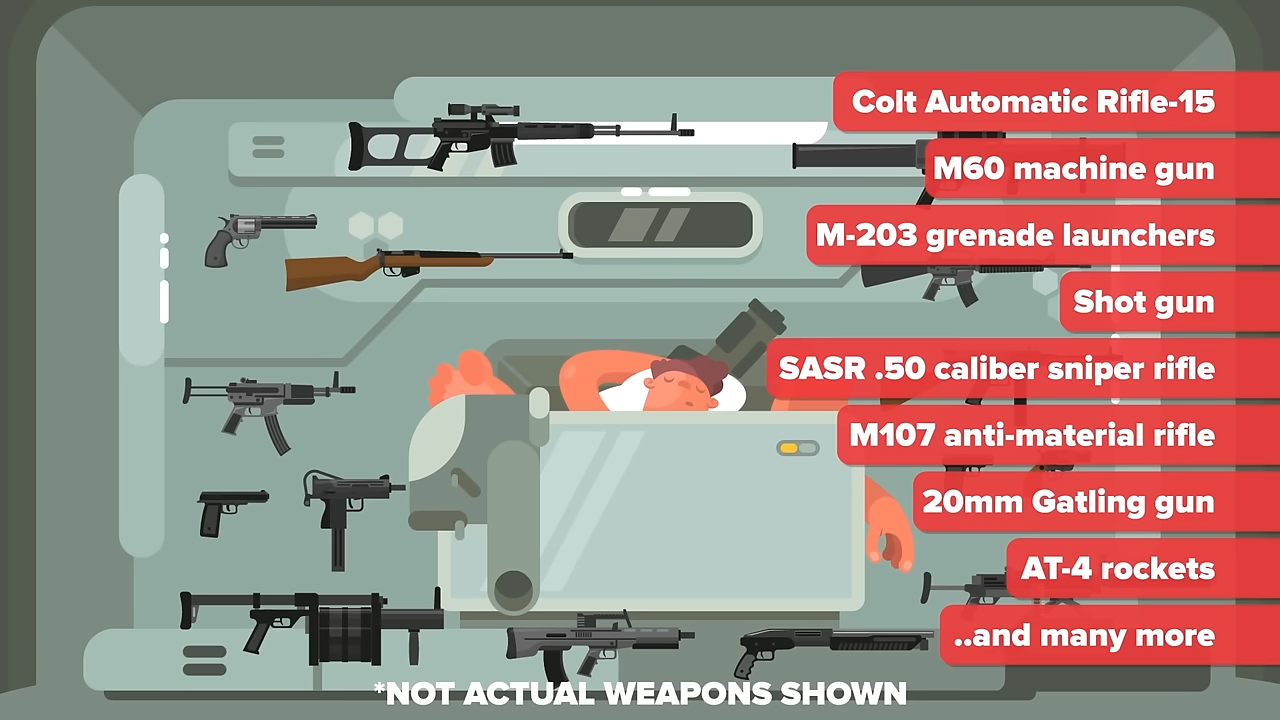 Colt Automatic Rifle-15
M60 machine gun
M-203 grenade launchers
Shot gun
SASR .50 caliber sniper rifle
M107 anti-material rifle
20mm Gatling gun
AT-4 rockets
..and many more
*NOT ACTUAL WEAPONS SHOWN